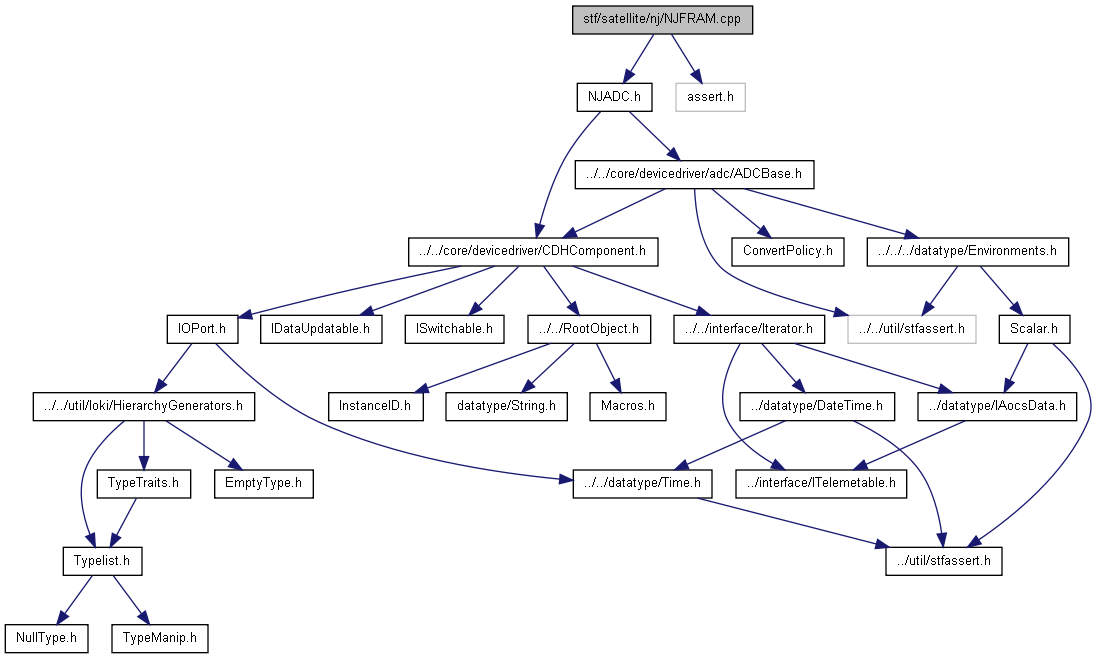 stf/satellite/nj/NJFRAM.cpp
NJADC.h
assert.h
../../core/devicedriver/adc/ADCBase.h
../../core/devicedriver/CDHComponent.h
ConvertPolicy.h
../../../datatype/Environments.h
IOPort.h
IDataUpdatable.h
ISwitchable.h
../../RootObject.h
../../interface/Iterator.h
../../util/stfassert.h
Scalar.h
../../util/loki/HierarchyGenerators.h
InstanceID.h
datatype/String.h
Macros.h
../datatype/DateTime.h
../datatype/IAocsData.h
TypeTraits.h
EmptyType.h
../../datatype/Time.h
../interface/ITelemetable.h
Typelist.h
../util/stfassert.h
NullType.h
TypeManip.h